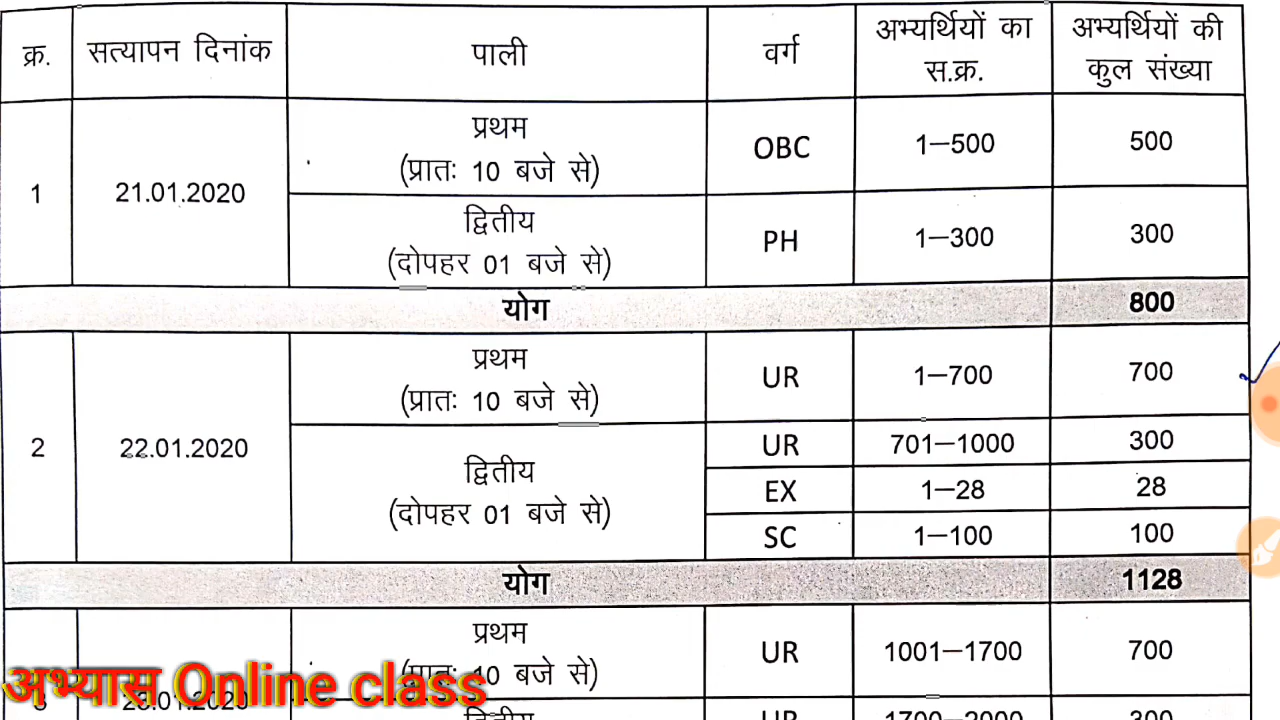 क्र. सत्यापन दिनांक पाली वर्ग अभ्यर्थियों का स.क्र. अभ्यर्थियों की कुल संख्या
1 21.01.2020 प्रथम (प्रातः 10 बजे से) OBC 1–500 500
द्वितीय (दोपहर 01 बजे से) PH 1–300 300
योग 800
2 22.01.2020 प्रथम (प्रातः 10 बजे से) UR 1–700 700
द्वितीय (दोपहर 01 बजे से) UR 701–1000 300
EX 1–28 28
SC 1–100 100
योग 1128
प्रथम (प्रातः 10 बजे से) UR 1001–1700 700
द्वितीय UR 1700–2000 300
अभ्यास Online class